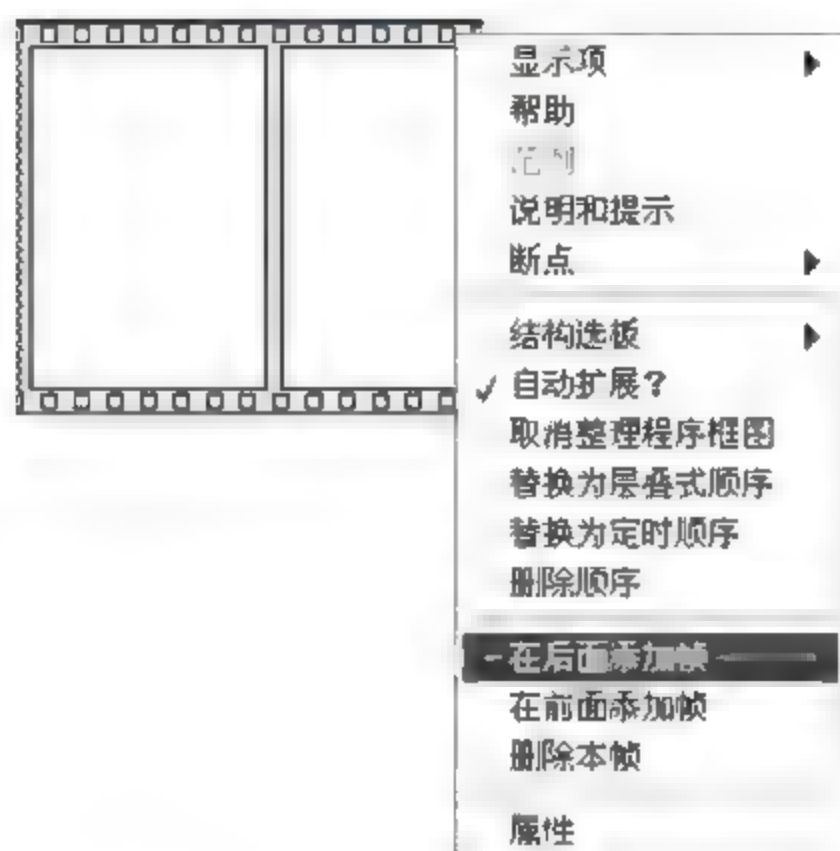 显示项
帮助
范例
说明和提示
断点
结构选板
自动扩展?
取消整理程序框图
替换为层叠式顺序
替换为定时顺序
删除顺序
在后面添加帧
在前面添加帧
删除本帧
属性